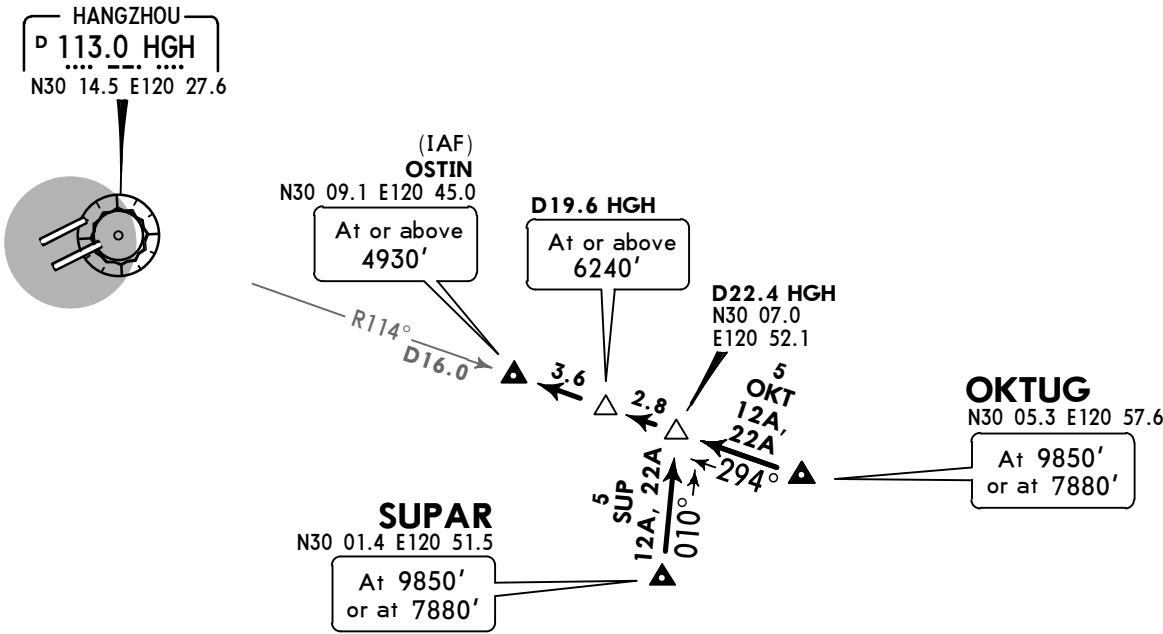 HANGZHOU
D 113.0 HGH
N30 14.5 E120 27.6
(IAF)
OSTIN
N30 09.1 E120 45.0
At or above
4930'
D19.6 HGH
At or above
6240'
D22.4 HGH
N30 07.0
E120 52.1
R114°
D16.0
3.6
2.8
5
OKT
12A,
22A
294°
OKTUG
N30 05.3 E120 57.6
At 9850'
or at 7880'
5
SUP
12A, 22A
010°
SUPAR
N30 01.4 E120 51.5
At 9850'
or at 7880'